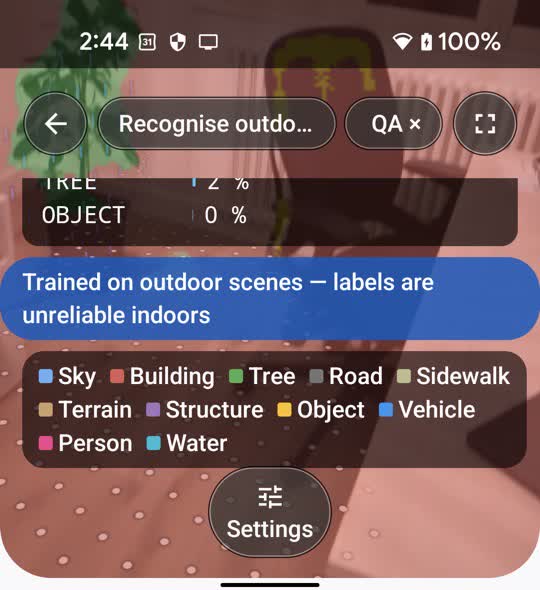 2:44 31 100%
Recognise outdo… QA ×
TREE 2 %
OBJECT 0 %
Trained on outdoor scenes — labels are
unreliable indoors
Sky Building Tree Road Sidewalk
Terrain Structure Object Vehicle
Person Water
Settings